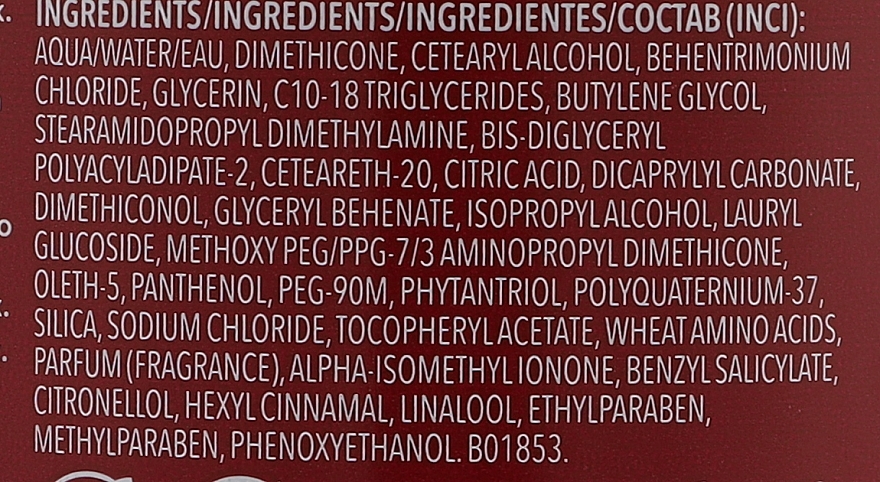 INGREDIENTS/INGREDIENTS/INGREDIENTES/СОСТАВ (INCI):
AQUA/WATER/EAU, DIMETHICONE, CETEARYL ALCOHOL, BEHENTRIMONIUM
CHLORIDE, GLYCERIN, C10-18 TRIGLYCERIDES, BUTYLENE GLYCOL,
STEARAMIDOPROPYL DIMETHYLAMINE, BIS-DIGLYCERYL
POLYACYLADIPATE-2, CETEARETH-20, CITRIC ACID, DICAPRYLYL CARBONATE,
DIMETHICONOL, GLYCERYL BEHENATE, ISOPROPYL ALCOHOL, LAURYL
GLUCOSIDE, METHOXY PEG/PPG-7/3 AMINOPROPYL DIMETHICONE,
OLETH-5, PANTHENOL, PEG-90M, PHYTANTRIOL, POLYQUATERNIUM-37,
SILICA, SODIUM CHLORIDE, TOCOPHERYL ACETATE, WHEAT AMINO ACIDS,
PARFUM (FRAGRANCE), ALPHA-ISOMETHYL IONONE, BENZYL SALICYLATE,
CITRONELLOL, HEXYL CINNAMAL, LINALOOL, ETHYLPARABEN,
METHYLPARABEN, PHENOXYETHANOL. B01853.